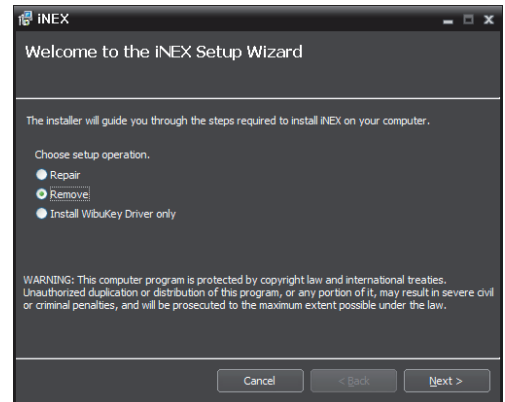 iNEX
Welcome to the iNEX Setup Wizard
The installer will guide you through the steps required to install iNEX on your computer.
Choose setup operation.
Repair
Remove
Install WibuKey Driver only
WARNING: This computer program is protected by copyright law and international treaties.
Unauthorized duplication or distribution of this program, or any portion of it, may result in severe civil
or criminal penalties, and will be prosecuted to the maximum extent possible under the law.
Cancel < Back Next >